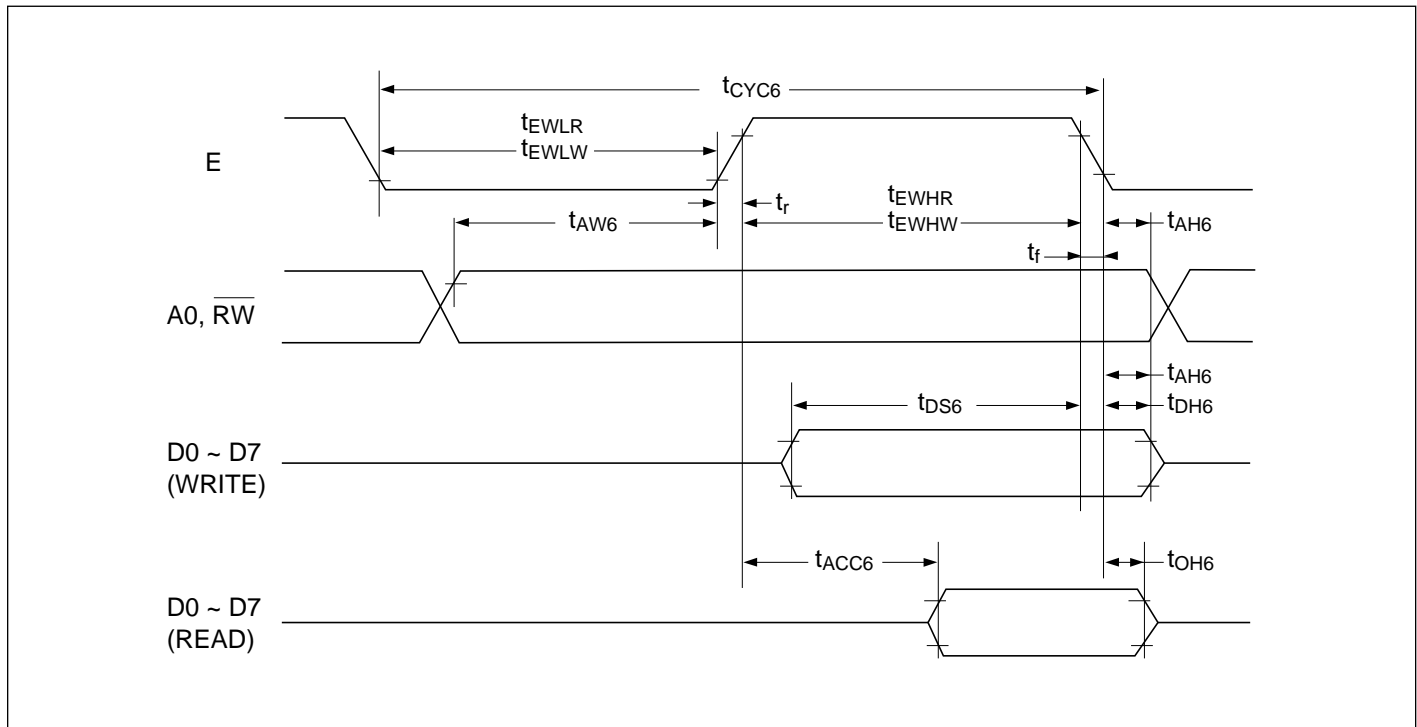 tCYC6
tEWLR
tEWLW
E
tr
tEWHR
tEWHW
tAW6
tAH6
tf
A0, R̅W̅
tAH6
tDS6
tDH6
D0 ~ D7
(WRITE)
tACC6
tOH6
D0 ~ D7
(READ)